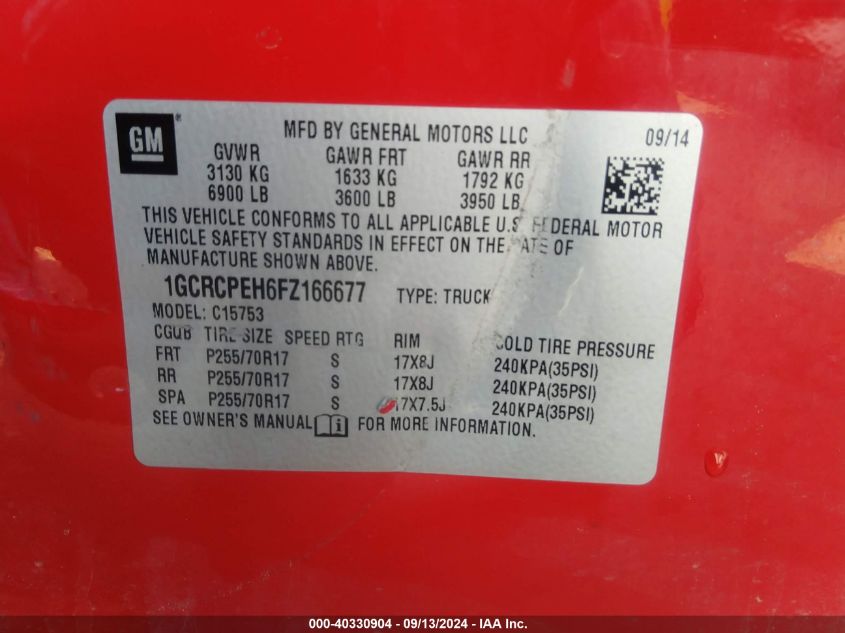 GM
MFD BY GENERAL MOTORS LLC 09/14
GVWR GAWR FRT GAWR RR
3130 KG 1633 KG 1792 KG
6900 LB 3600 LB 3950 LB
THIS VEHICLE CONFORMS TO ALL APPLICABLE U.S. FEDERAL MOTOR
VEHICLE SAFETY STANDARDS IN EFFECT ON THE DATE OF
MANUFACTURE SHOWN ABOVE.
1GCRCPEH6FZ166677 TYPE: TRUCK
MODEL: C15753
CGUB TIRE SIZE SPEED RTG RIM COLD TIRE PRESSURE
FRT P255/70R17 S 17X8J 240KPA(35PSI)
RR P255/70R17 S 17X8J 240KPA(35PSI)
SPA P255/70R17 S 17X7.5J 240KPA(35PSI)
SEE OWNER'S MANUAL FOR MORE INFORMATION.
000-40330904 - 09/13/2024 - IAA Inc.